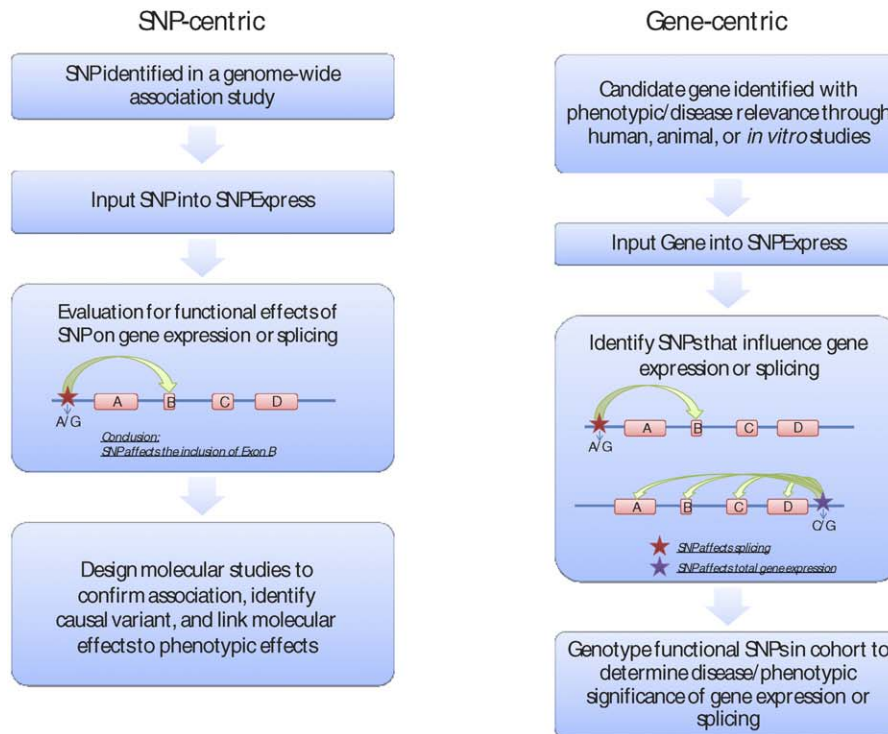 SNP-centric
SNP identified in a genome-wide
association study
Input SNP into SNPExpress
Evaluation for functional effects of
SNP on gene expression or splicing
A B C D
A/G
Conclusion:
SNP affects the inclusion of Exon B
Design molecular studies to
confirm association, identify
causal variant, and link molecular
effects to phenotypic effects
Gene-centric
Candidate gene identified with
phenotypic/disease relevance through
human, animal, or in vitro studies
Input Gene into SNPExpress
Identify SNPs that influence gene
expression or splicing
A B C D
A/G
A B C D
C/G
SNP affects splicing
SNP affects total gene expression
Genotype functional SNPs in cohort to
determine disease/phenotypic
significance of gene expression or
splicing